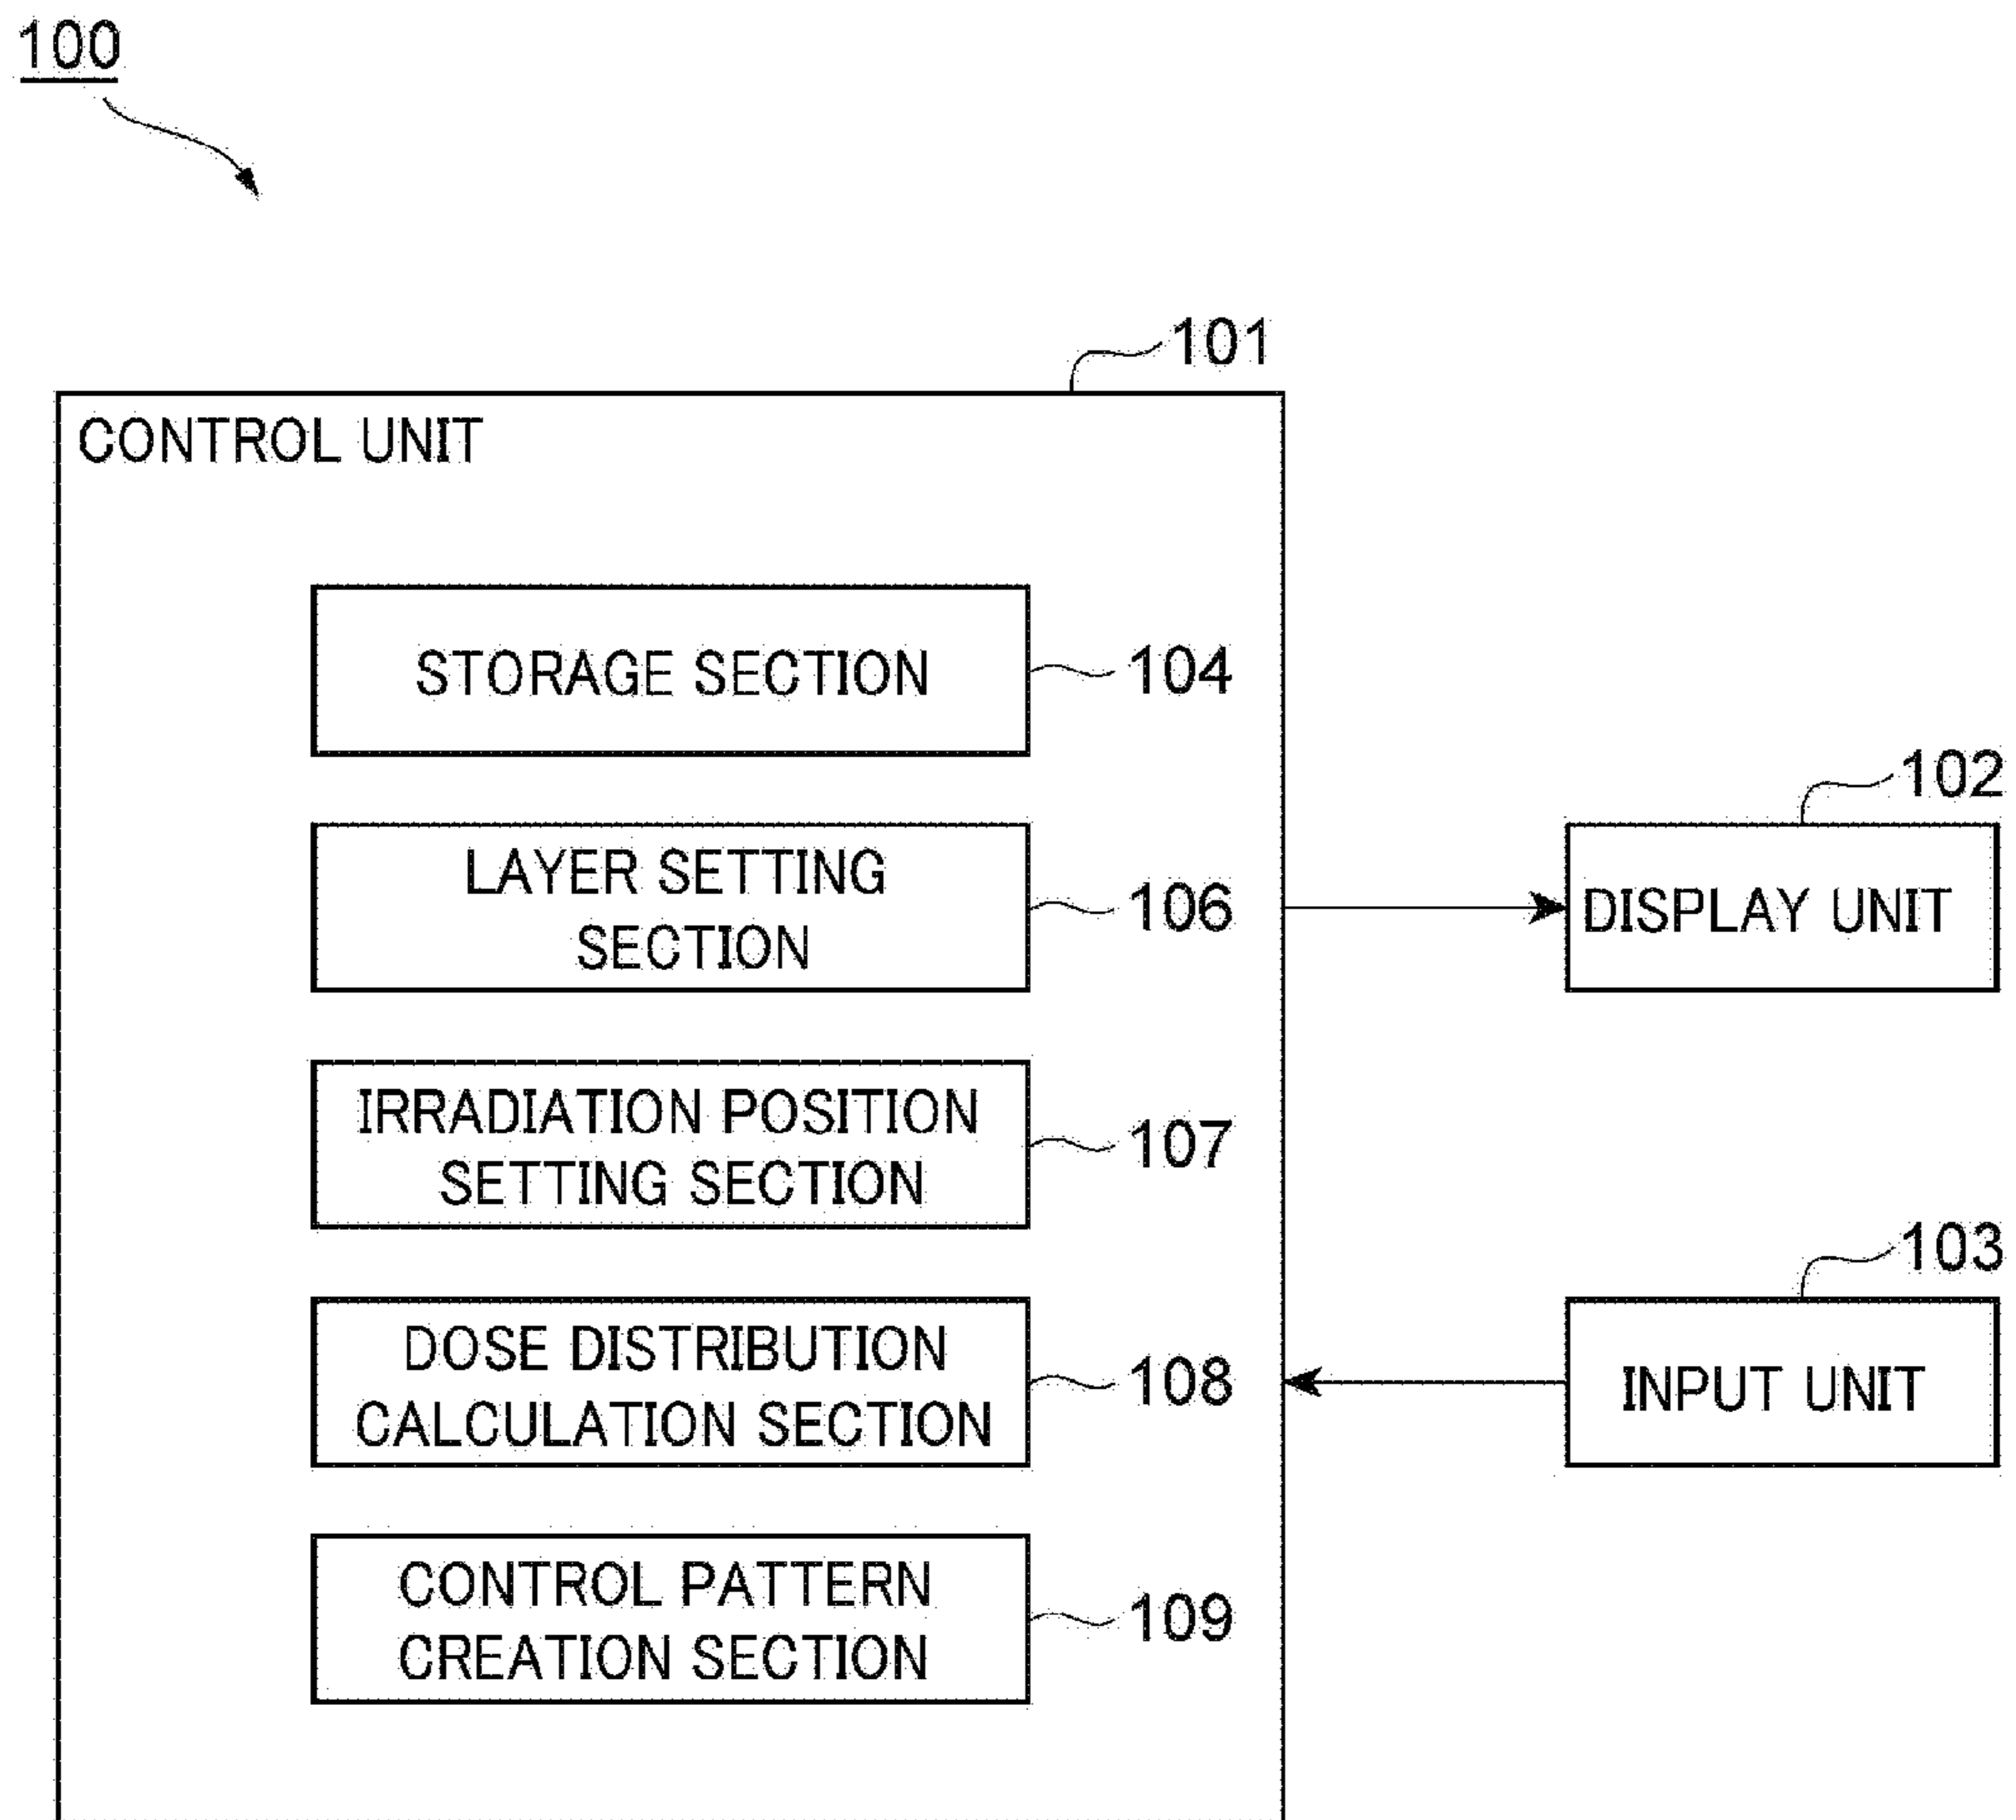 100
101
CONTROL UNIT
STORAGE SECTION
104
LAYER SETTING
SECTION
106
IRRADIATION POSITION
SETTING SECTION
107
DOSE DISTRIBUTION
CALCULATION SECTION
108
CONTROL PATTERN
CREATION SECTION
109
102
DISPLAY UNIT
103
INPUT UNIT